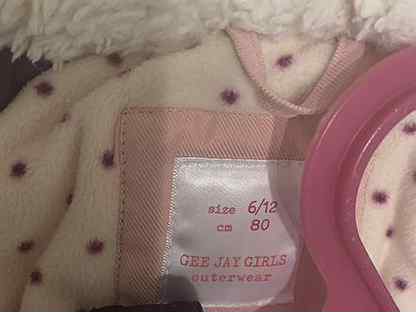 size 6/12
cm 80
GEE JAY GIRLS
outerwear